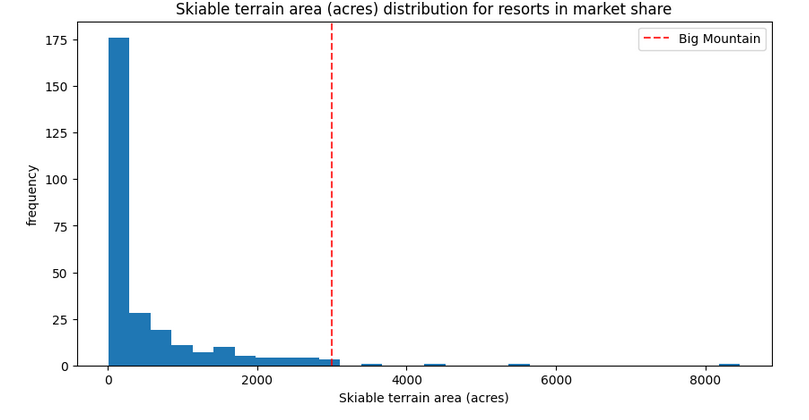 Skiable terrain area (acres) distribution for resorts in market share
Big Mountain
175
150
125
100
75
50
25
0
frequency
0 2000 4000 6000 8000
Skiable terrain area (acres)